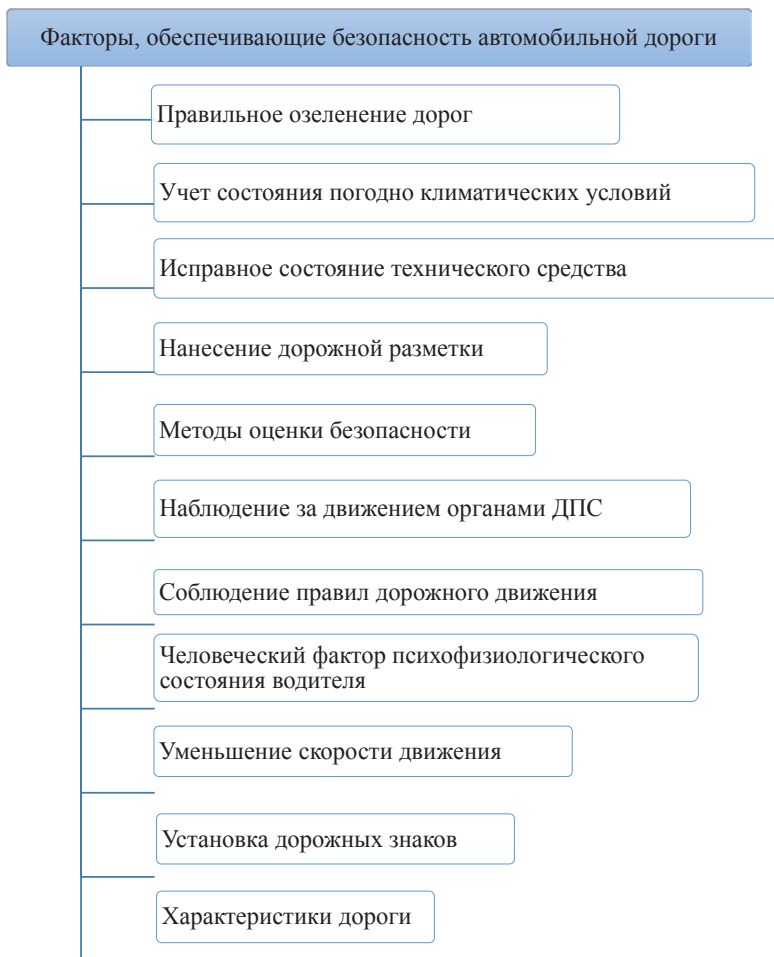 Факторы, обеспечивающие безопасность автомобильной дороги
Правильное озеленение дорог
Учет состояния погодно климатических условий
Исправное состояние технического средства
Нанесение дорожной разметки
Методы оценки безопасности
Наблюдение за движением органами ДПС
Соблюдение правил дорожного движения
Человеческий фактор психофизиологического
состояния водителя
Уменьшение скорости движения
Установка дорожных знаков
Характеристики дороги